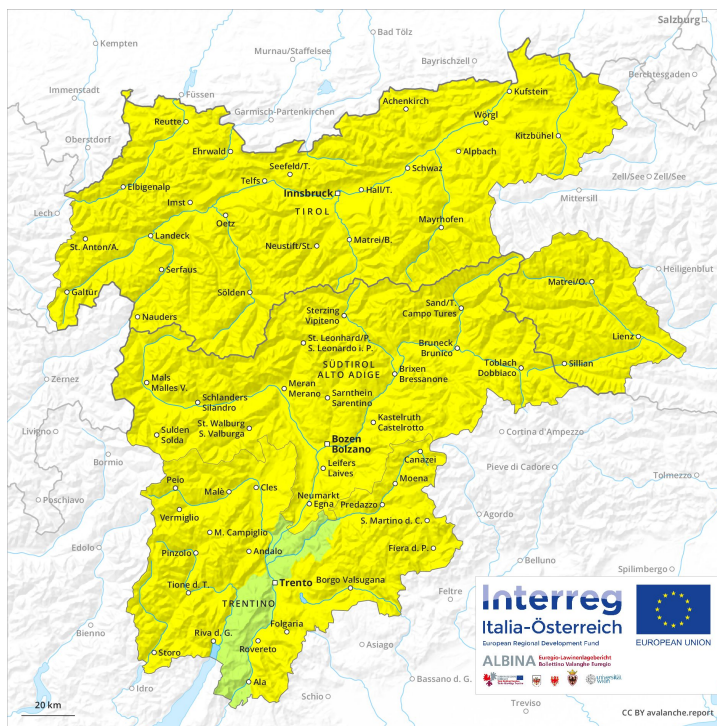 Salzburg
Bad Tölz
Kempten
Murnau/Staffelsee
Bayrischzell
Berchtesgaden
Immenstadt
Füssen
Garmisch-Partenkirchen
Achenkirch
Kufstein
Reutte
Wörgl
Oberstdorf
Ehrwald
Kitzbühel
Seefeld/T.
Alpbach
Telfs
Schwaz
Zell/See
Zell/See
Elbigenalp
Innsbruck
Hall/T.
Mittersill
Lech
Imst
TIROL
Oetz
Mayrhofen
Landeck
St. Anton/A.
Neustift/St.
Matrei/B.
Serfaus
Heiligenblut
Galtür
Sölden
Matrei/O.
Nauders
Sterzing
Vipiteno
Sand/T.
Campo Tures
Lienz
St. Leonhard/P.
S. Leonardo i. P.
Bruneck
Brunico
Toblach
Dobbiaco
Sillian
SÜDTIROL
ALTO ADIGE
Brixen
Bressanone
Zernez
Mals
Malles V.
Meran
Merano
Schlanders
Silandro
Sarnthein
Sarentino
St. Walburg
S. Valburga
Kastelruth
Castelrotto
Livigno
Sulden
Solda
Bozen
Bolzano
Cortina d'Ampezzo
Bormio
Canazei
Pieve di Cadore
Leifers
Laives
Tolmezzo
Poschiavo
Peio
Malè
Cles
Moena
Neumarkt
Egna
Predazzo
Vermiglio
Agordo
S. Martino d. C.
M. Campiglio
Edolo
Pinzolo
Andalo
Fiera d. P.
Belluno
Trento
Borgo Valsugana
Spilimbergo
Tione d. T.
Feltre
TRENTINO
Folgaria
Bienno
Riva d. G.
Rovereto
Asiago
Storo
Ala
Idro
Schio
Bassano d. G.
Treviso
20 km
Interreg
Italia-Österreich
European Regional Development Fund
EUROPEAN UNION
ALBINA
Euregio-Lawinenlagebericht
Bollettino Valanghe Euregio
universität
wien
CC BY avalanche.report